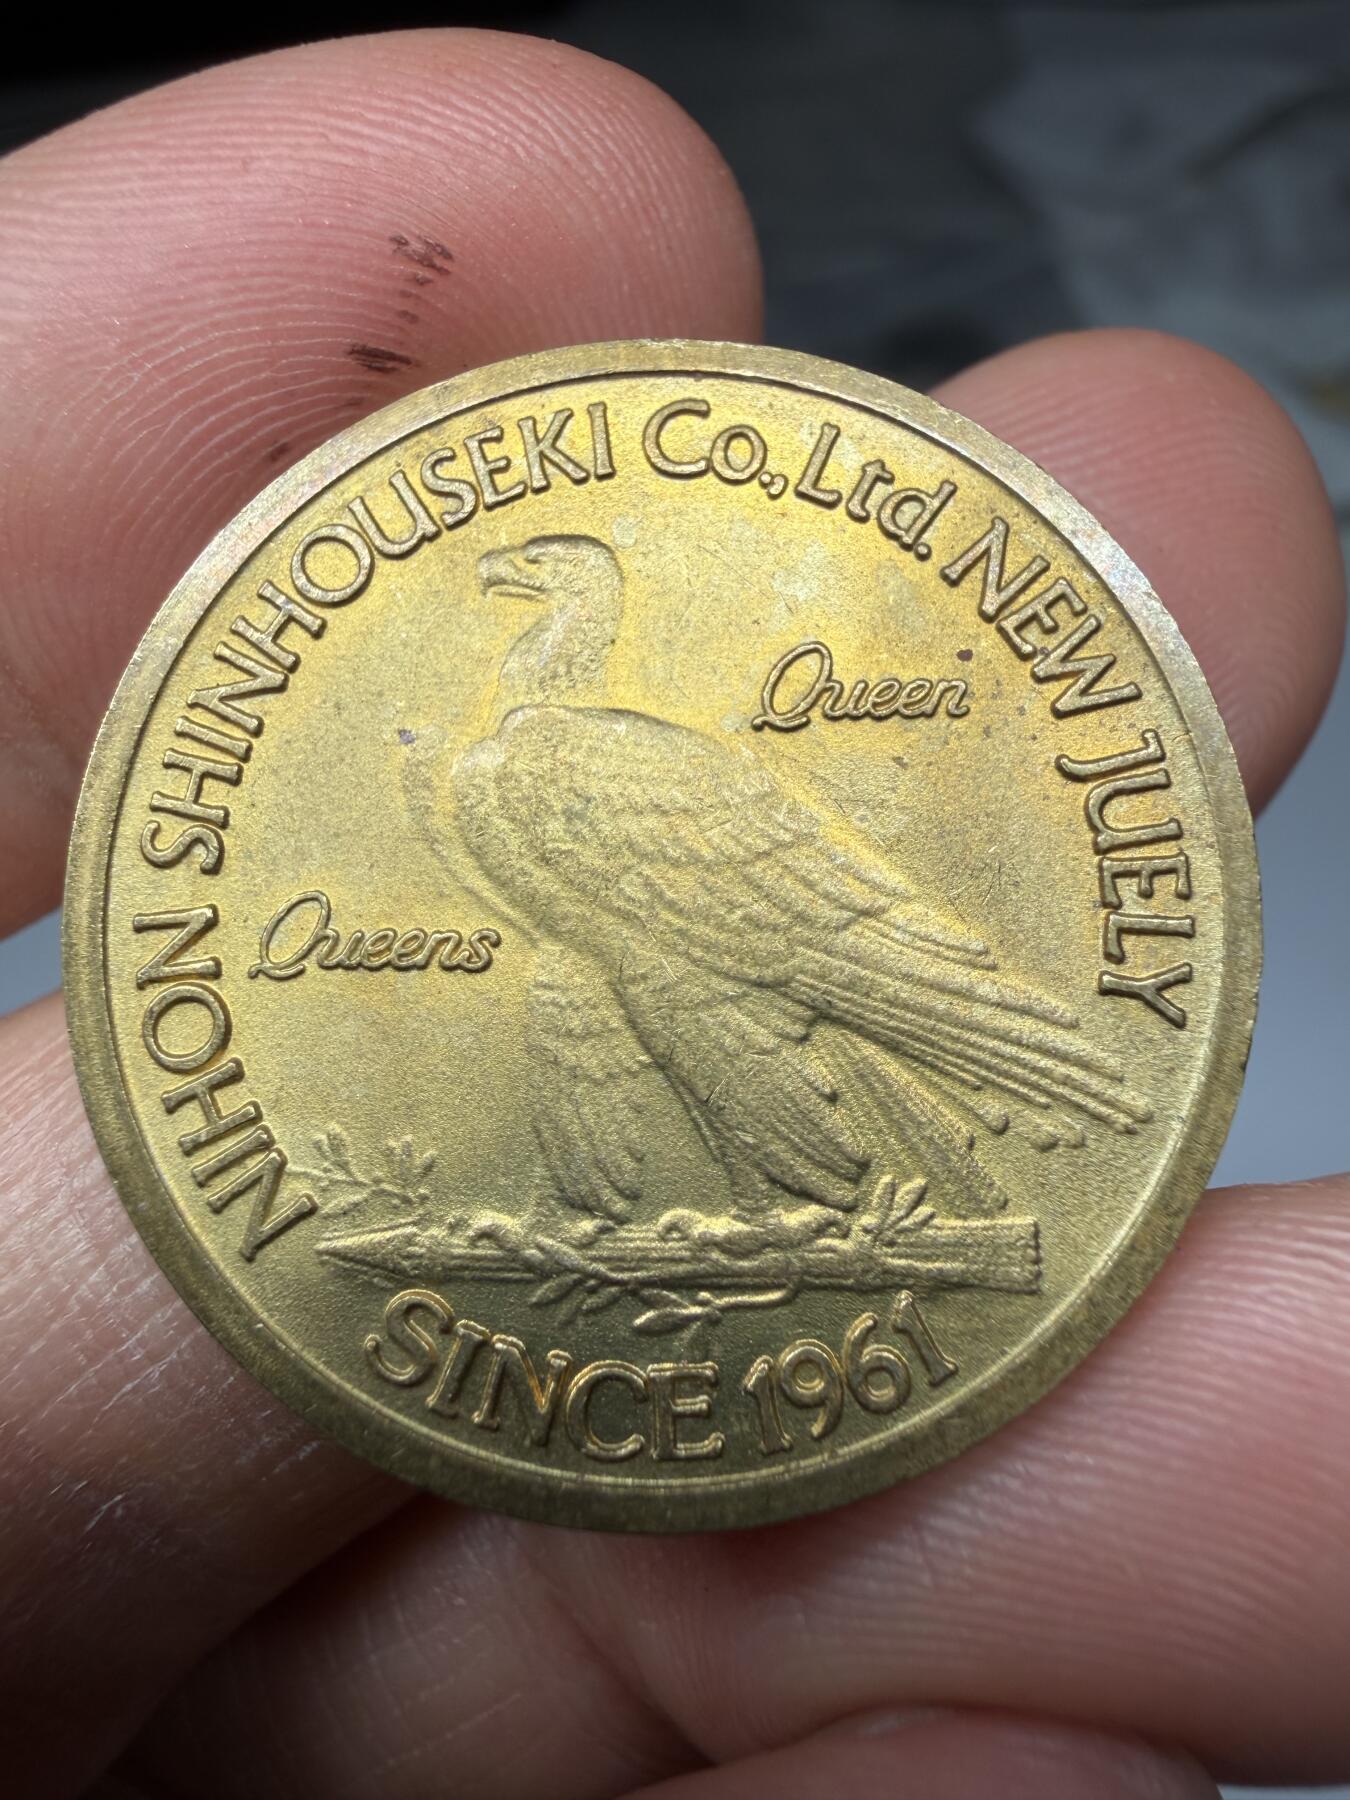 NIHON SHINHOUSEKI Co., Ltd. NEW JUELY
Queen
Queens
SINCE 1961